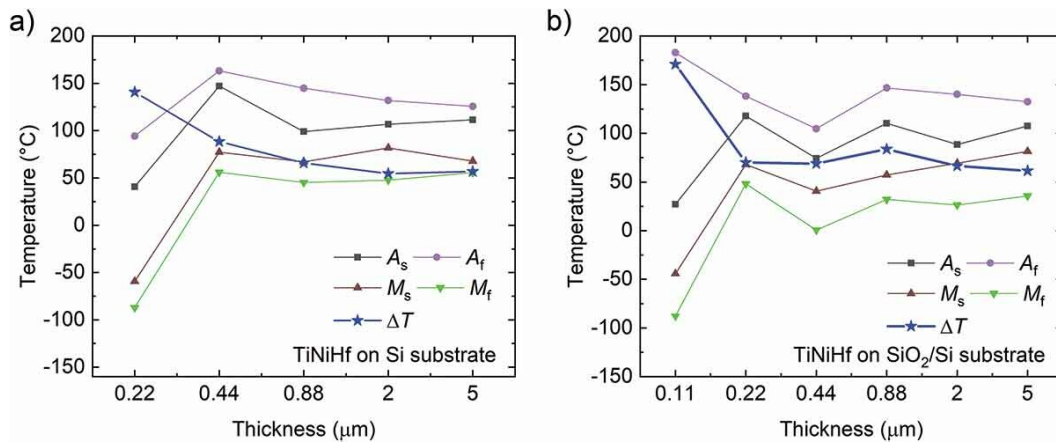 a)
200
150
100
50
0
-50
-100
-150
Temperature (°C)
0.22 0.44 0.88 2 5
Thickness (μm)
As Af
Ms Mf
ΔT
TiNiHf on Si substrate
b)
200
150
100
50
0
-50
-100
-150
Temperature (°C)
0.11 0.22 0.44 0.88 2 5
Thickness (μm)
As Af
Ms Mf
ΔT
TiNiHf on SiO2/Si substrate